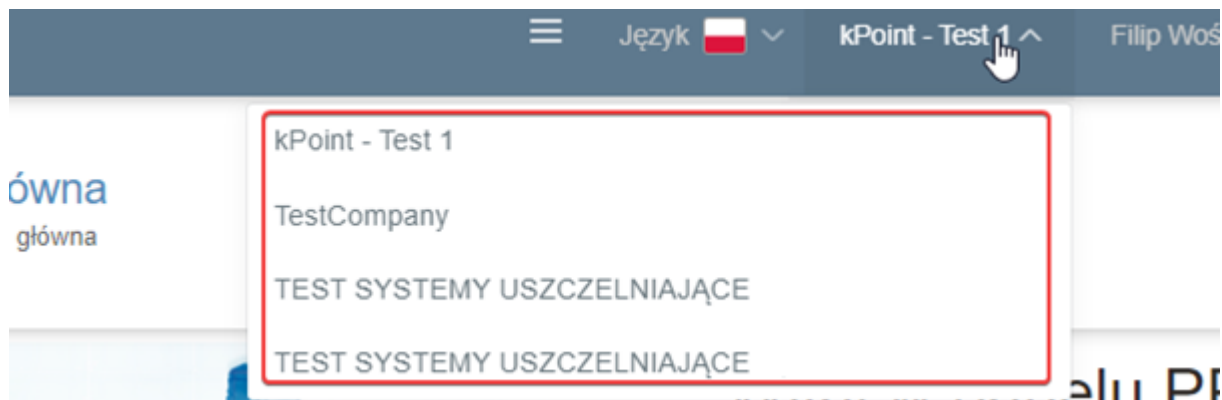 Język kPoint - Test 1 Filip Woś
kPoint - Test 1
TestCompany
TEST SYSTEMY USZCZELNIAJĄCE
TEST SYSTEMY USZCZELNIAJĄCE
ówna
główna